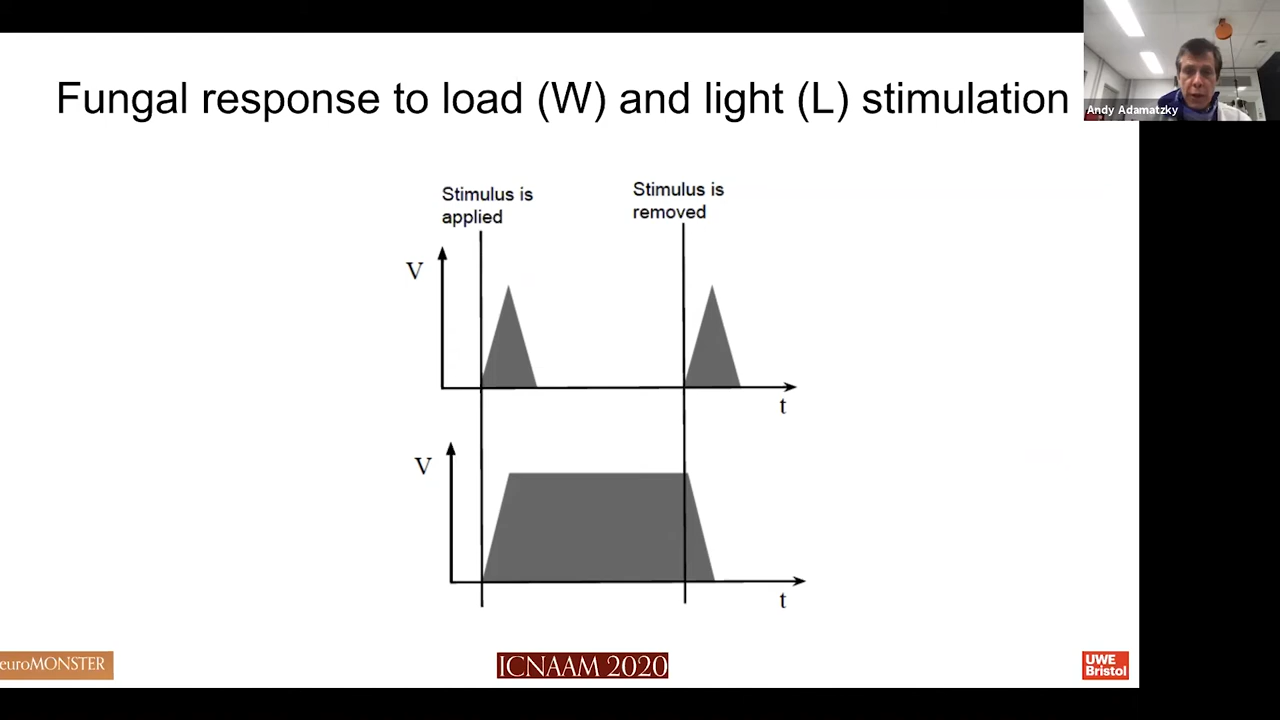 Fungal response to load (W) and light (L) stimulation
Andy Adamatzky
Stimulus is
applied
Stimulus is
removed
V
t
V
t
euroMONSTER
ICNAAM 2020
UWE
Bristol